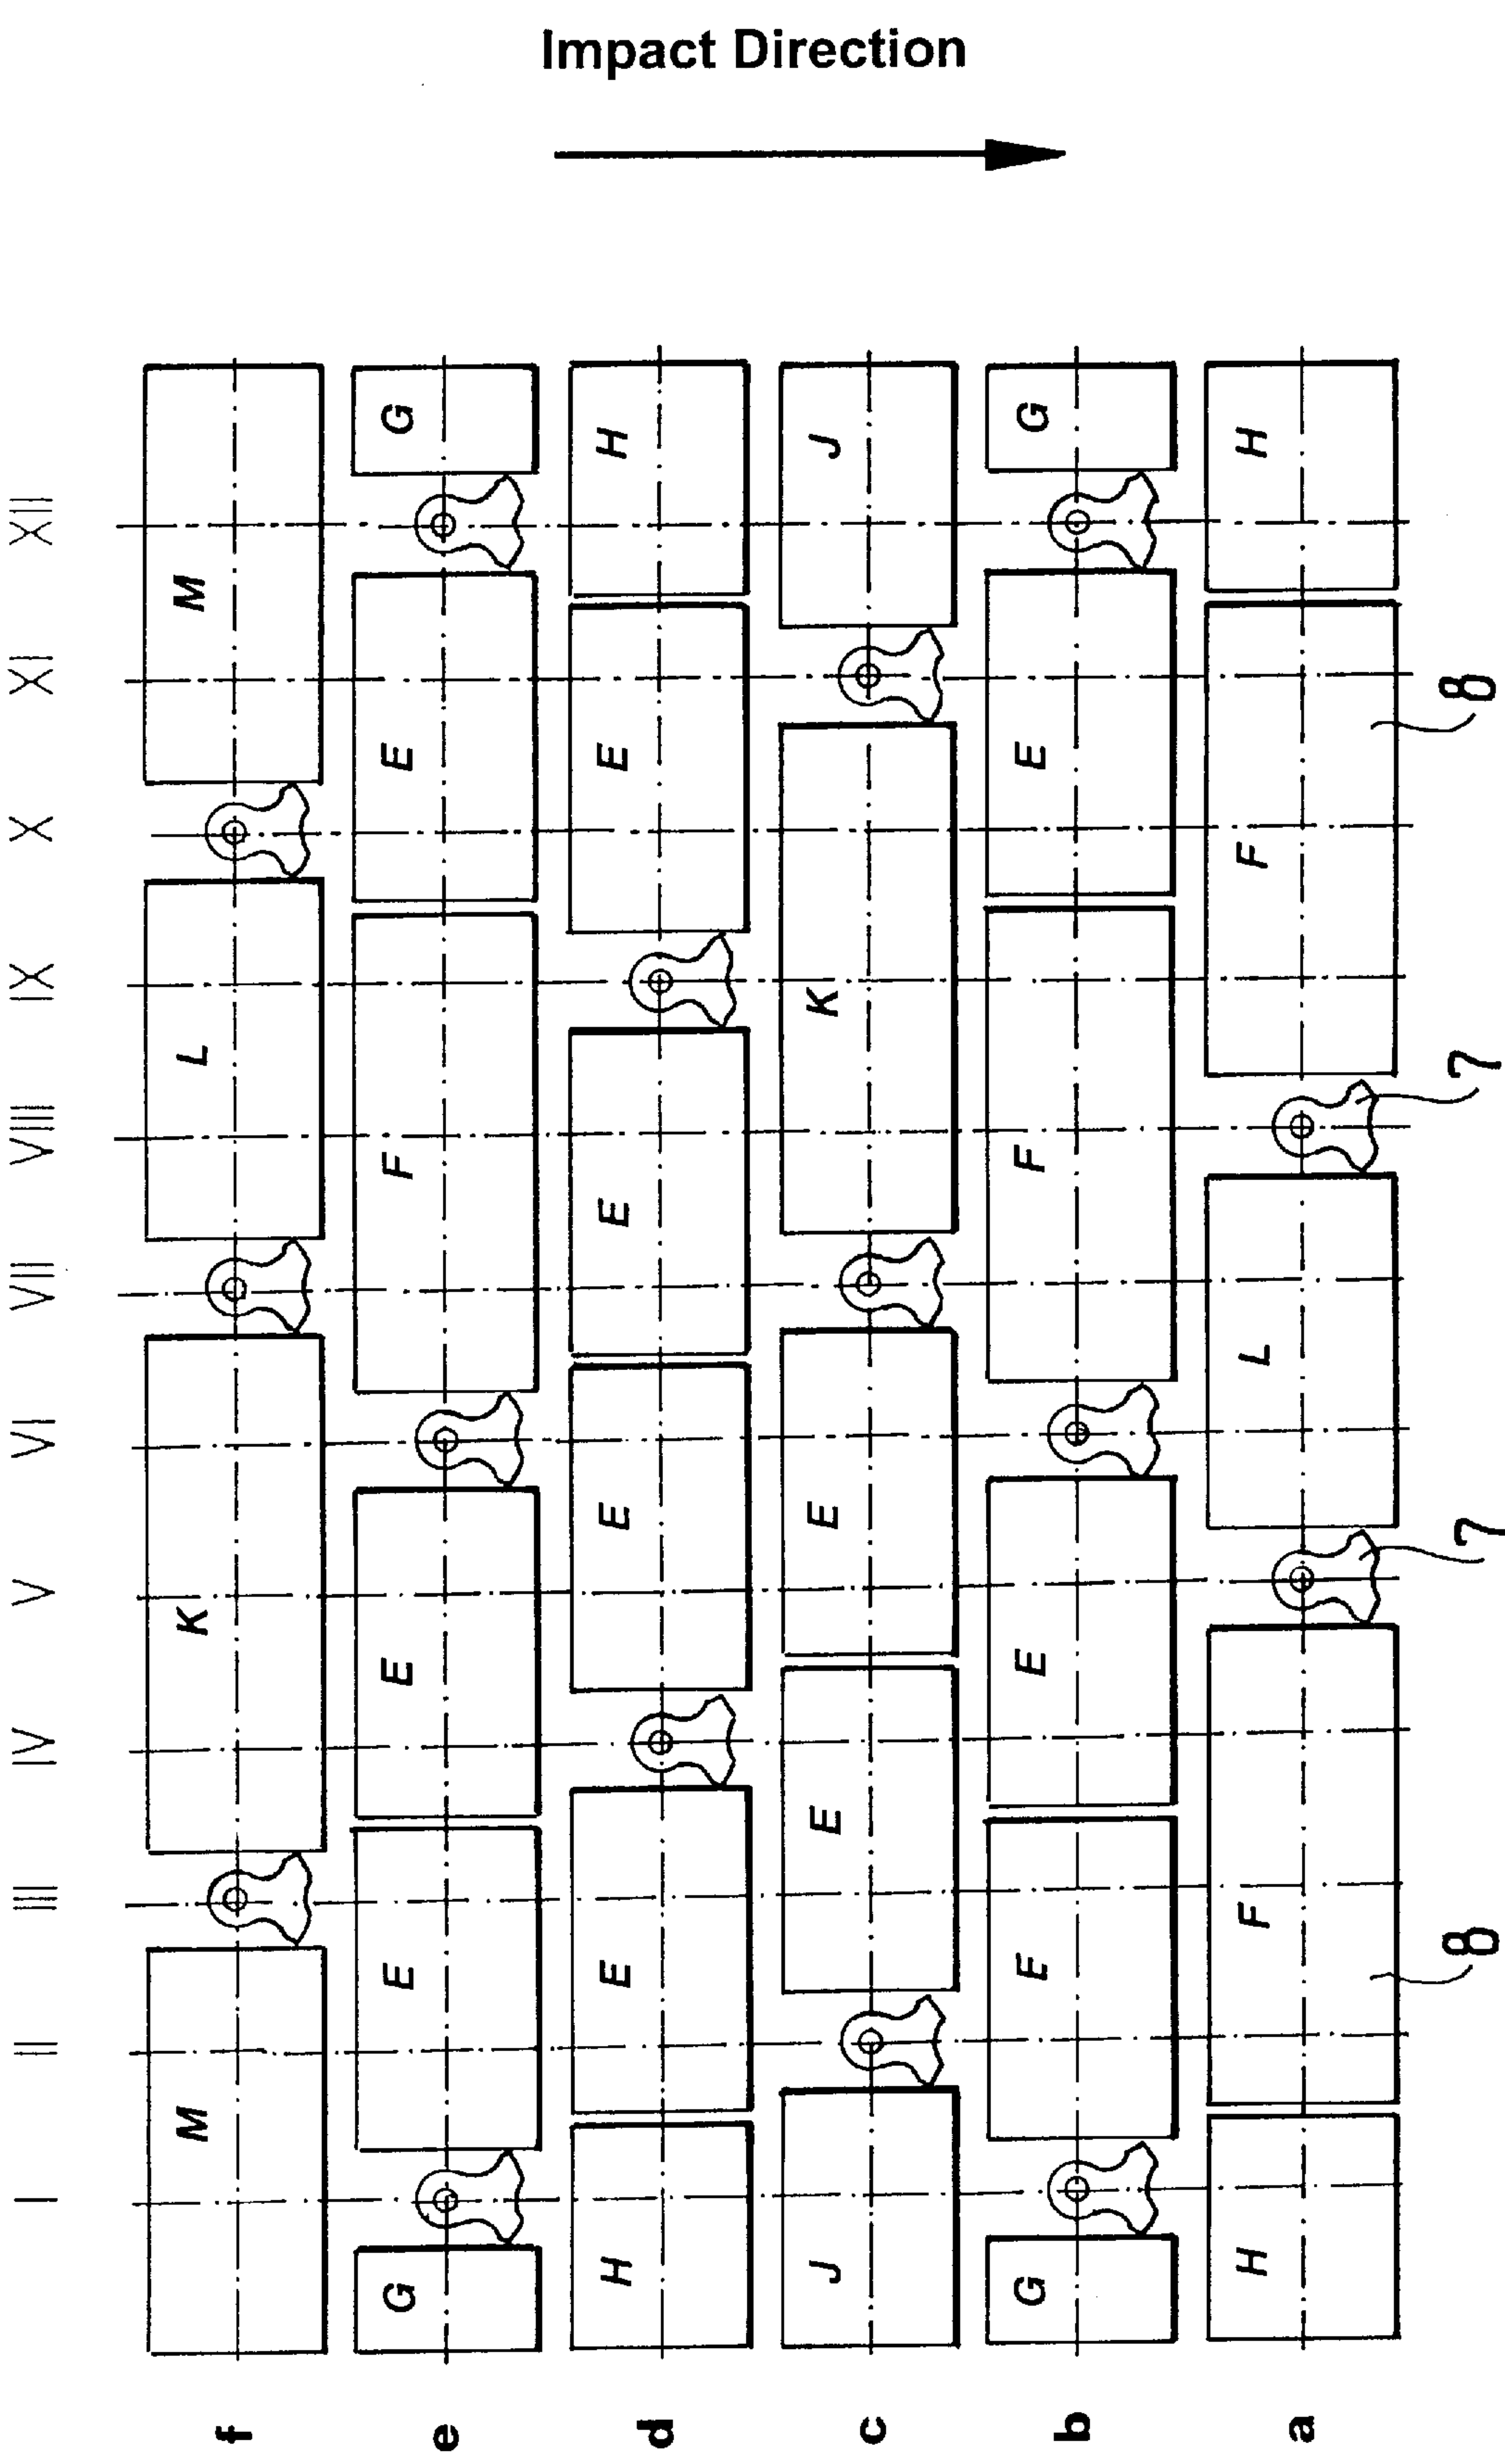 Impact Direction
I II III IV V VI VII VIII IX X XI XII
f M K L M
e G E E F E G
d H E E E E H
c J E E K J
b G E E F E G
a H F L F H
8 7 7 8